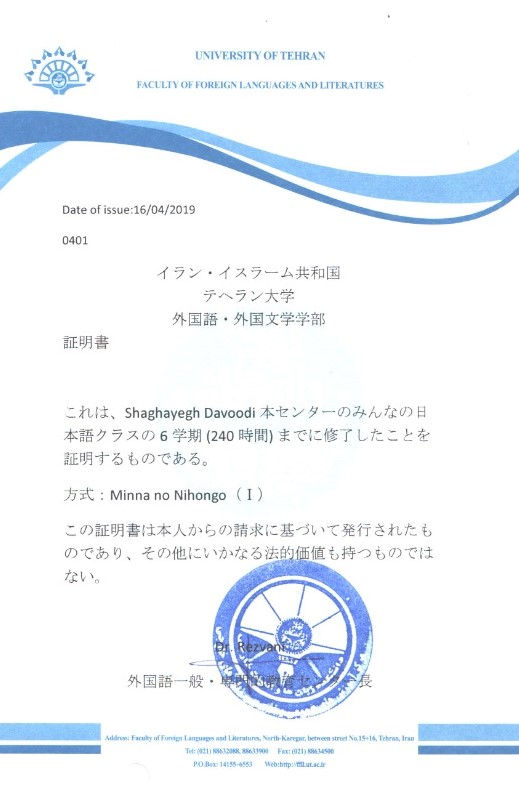 UNIVERSITY OF TEHRAN
FACULTY OF FOREIGN LANGUAGES AND LITERATURES
Date of issue:16/04/2019
0401
イラン・イスラーム共和国
テヘラン大学
外国語・外国文学学部
証明書
これは、Shaghayegh Davoodi 本センターのみんなの日
本語クラスの 6 学期 (240 時間) までに修了したことを
証明するものである。
方式：Minna no Nihongo（Ⅰ）
この証明書は本人からの請求に基づいて発行されたも
のであり、その他にいかなる法的価値も持つものでは
ない。
Dr. Rezvani
外国語一般・専門的教育センター長
Address: Faculty of Foreign Languages and Literatures, North-Karegar, between street No,15+16, Tehran, Iran
Tel: (021) 88632088, 88633900 Fax: (021) 88634500
P.O.Box: 14155-6553 Web:http://ffll.ut.ac.ir